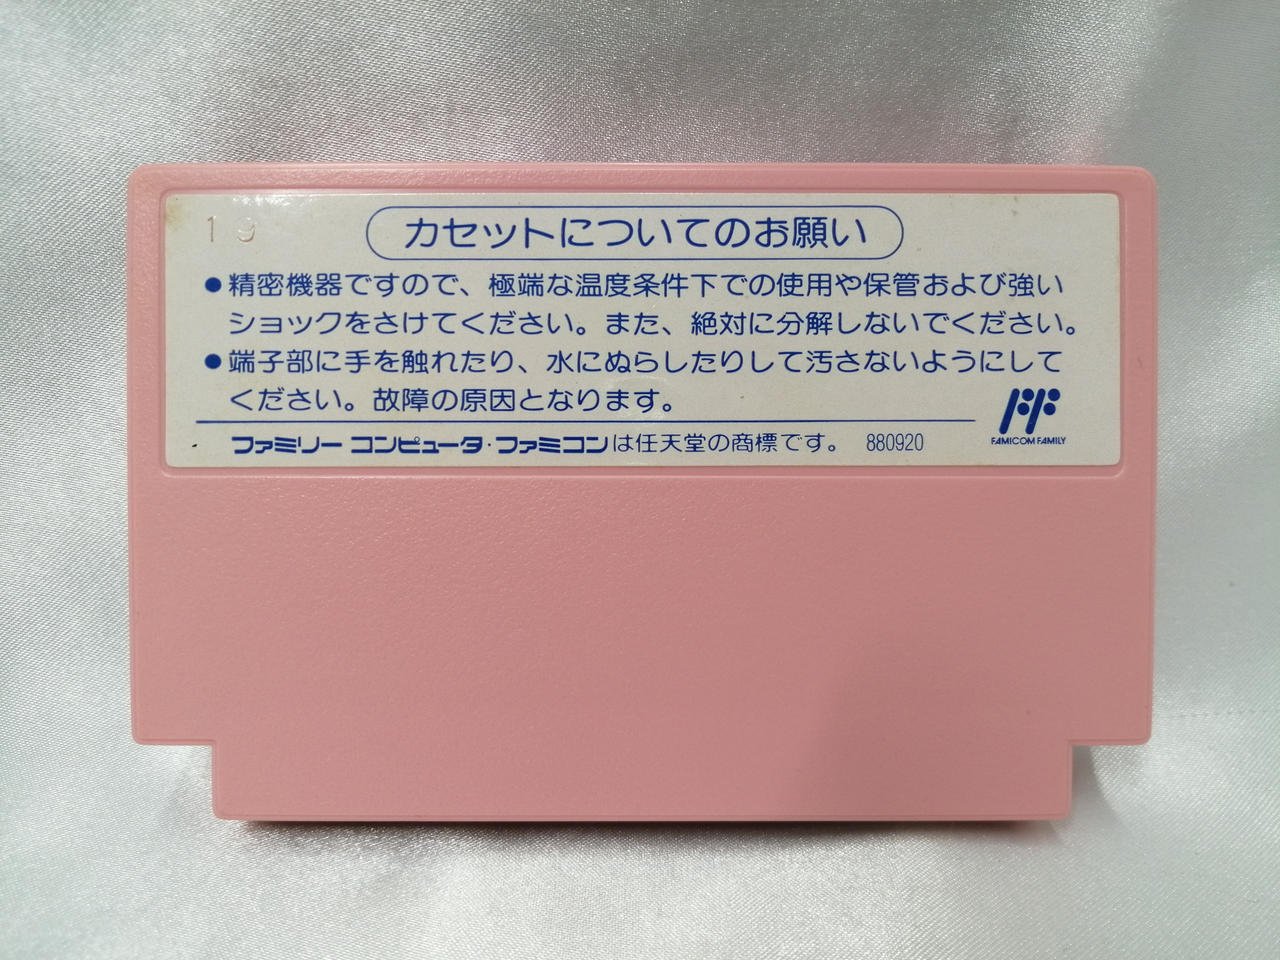 19
カセットについてのお願い
●精密機器ですので、極端な温度条件下での使用や保管および強い
ショックをさけてください。また、絶対に分解しないでください。
●端子部に手を触れたり、水にぬらしたりして汚さないようにして
ください。故障の原因となります。
FAMICOM FAMILY
ファミリー コンピュータ・ファミコンは任天堂の商標です。 880920